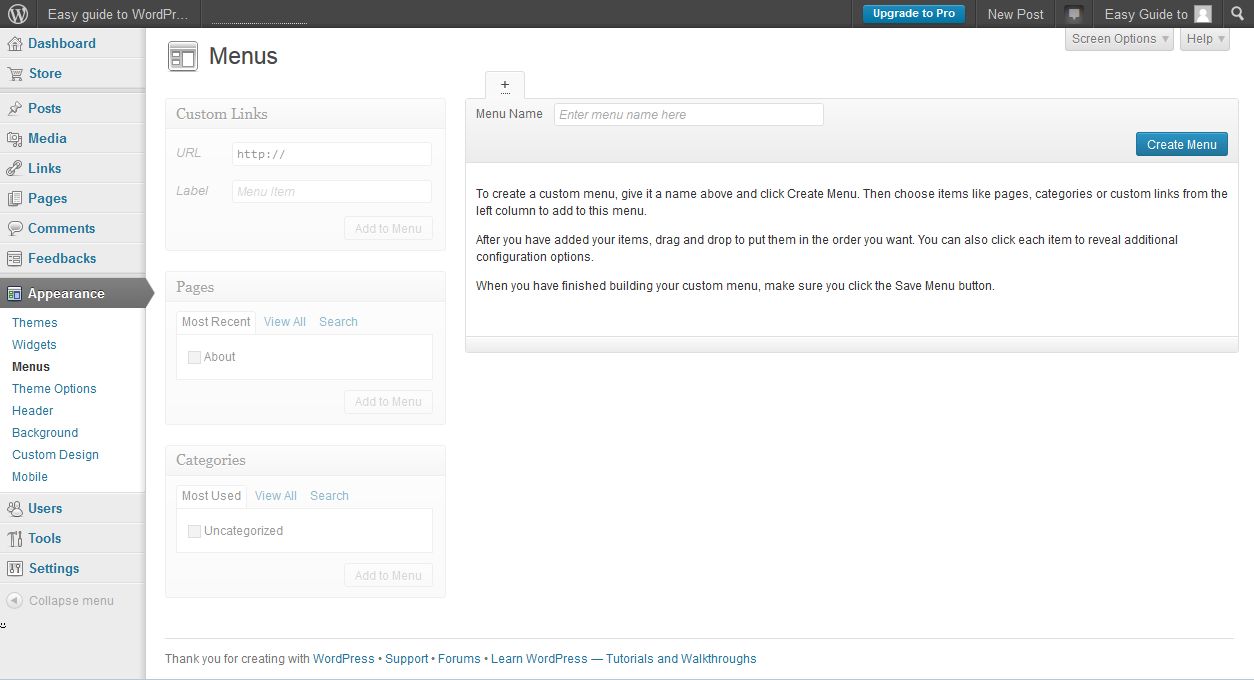 Easy guide to WordPr...
Upgrade to Pro
New Post
Easy Guide to
Screen Options
Help
Dashboard
Store
Posts
Media
Links
Pages
Comments
Feedbacks
Appearance
Themes
Widgets
Menus
Theme Options
Header
Background
Custom Design
Mobile
Users
Tools
Settings
Collapse menu
Menus
Custom Links
URL
http://
Label
Menu Item
Add to Menu
Pages
Most Recent View All Search
About
Add to Menu
Categories
Most Used View All Search
Uncategorized
Add to Menu
+
Menu Name
Enter menu name here
Create Menu
To create a custom menu, give it a name above and click Create Menu. Then choose items like pages, categories or custom links from the
left column to add to this menu.
After you have added your items, drag and drop to put them in the order you want. You can also click each item to reveal additional
configuration options.
When you have finished building your custom menu, make sure you click the Save Menu button.
Thank you for creating with WordPress • Support • Forums • Learn WordPress — Tutorials and Walkthroughs